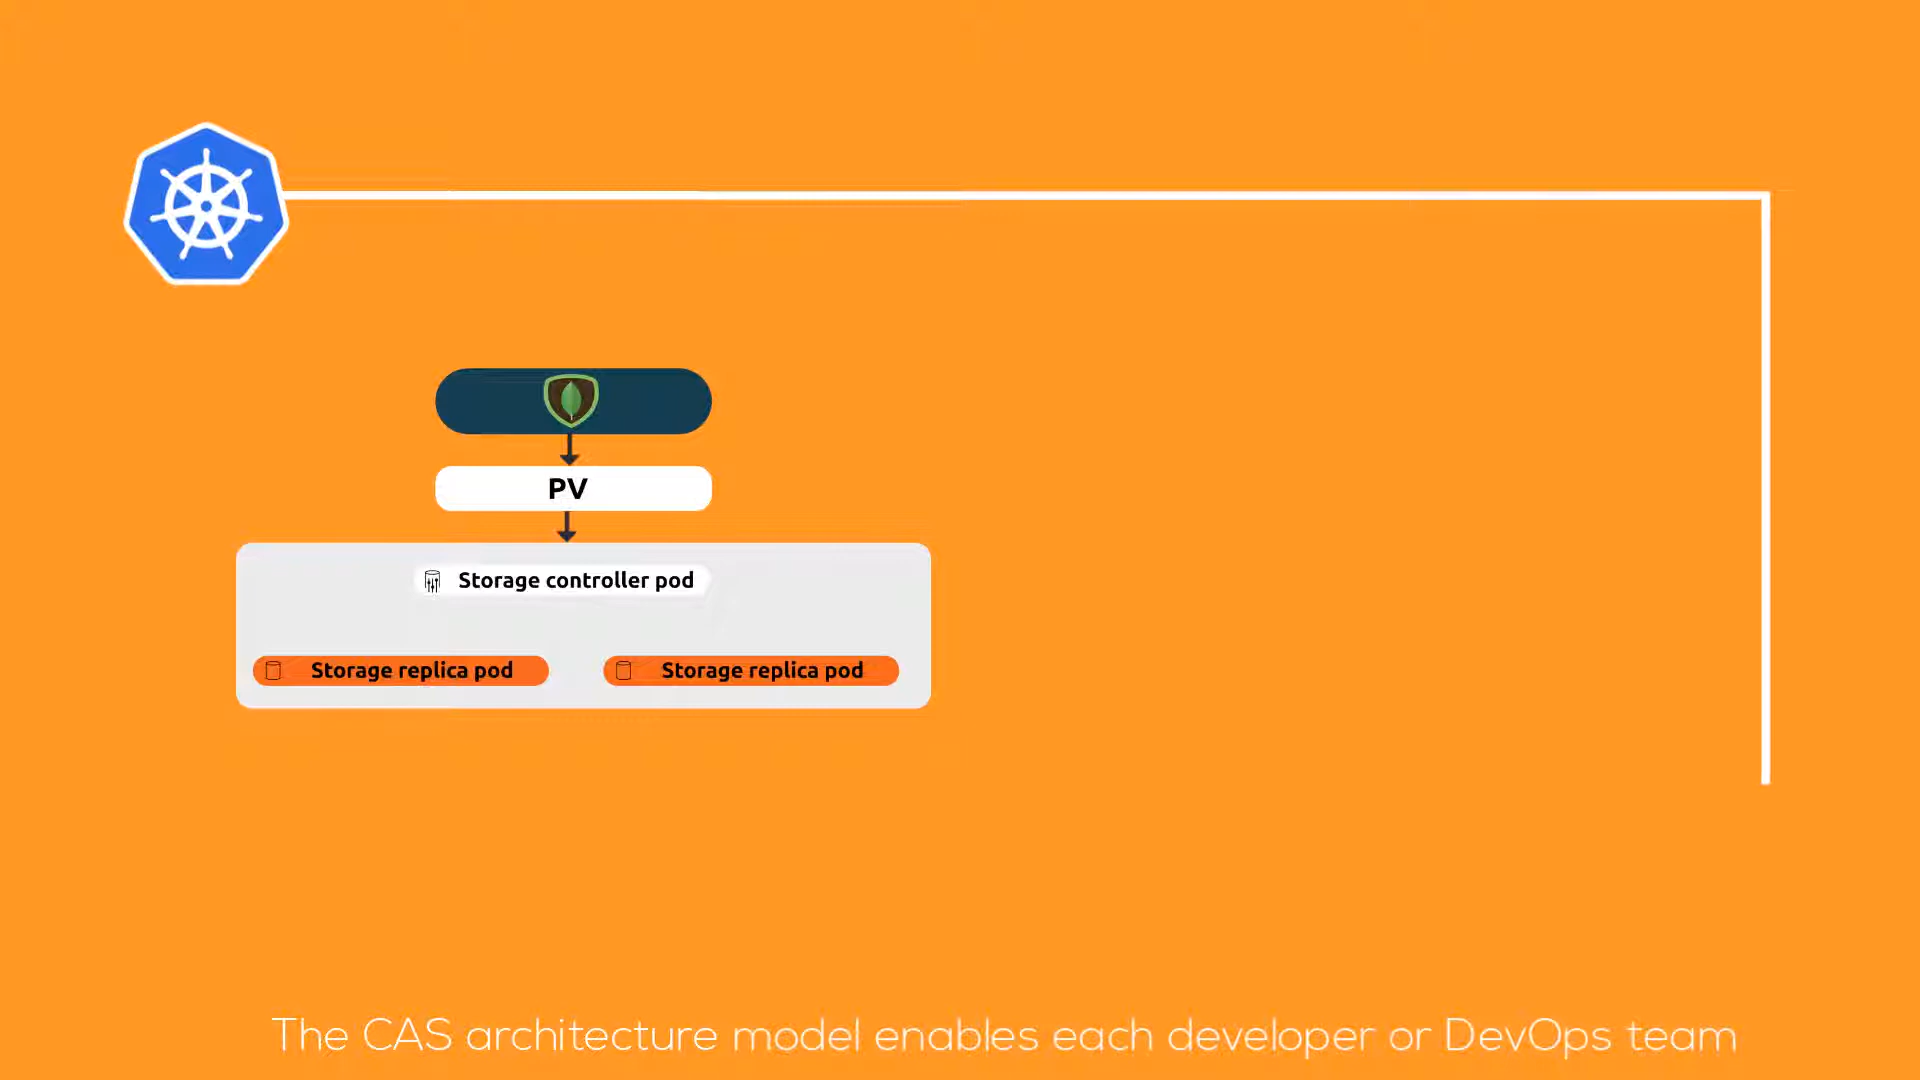 PV
Storage controller pod
Storage replica pod
Storage replica pod
The CAS architecture model enables each developer or DevOps team